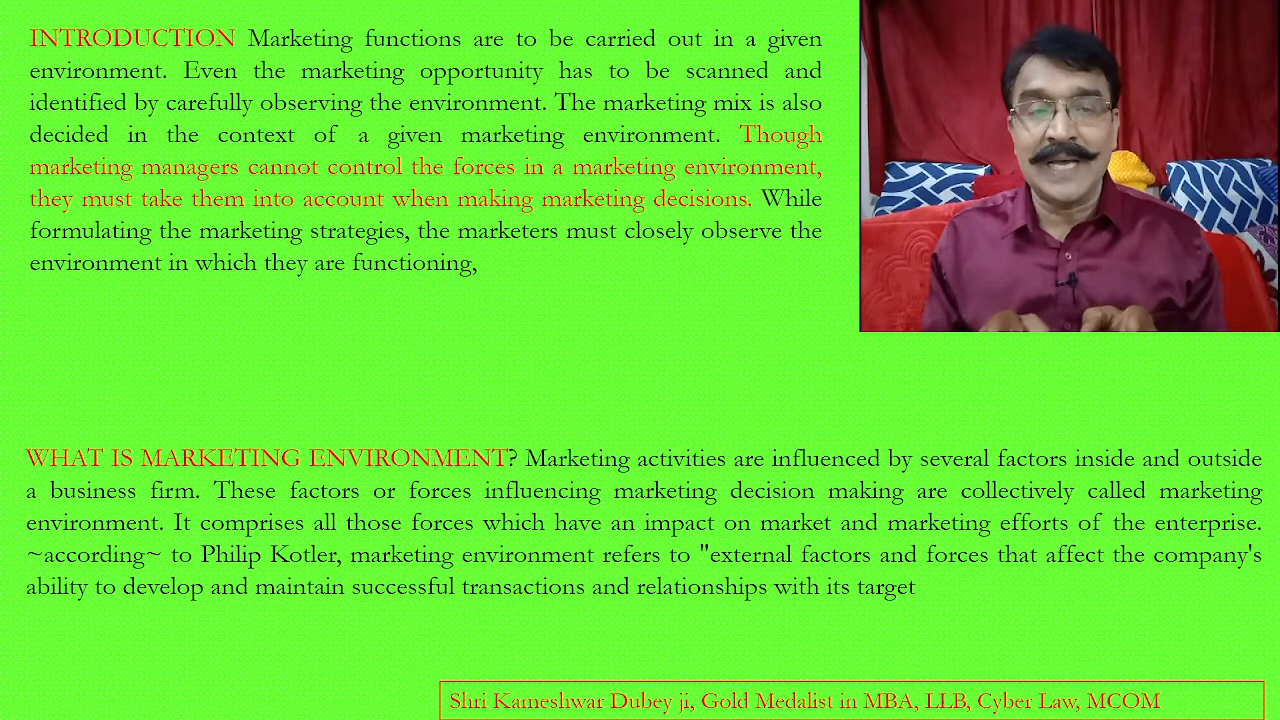 INTRODUCTION Marketing functions are to be carried out in a given
environment. Even the marketing opportunity has to be scanned and
identified by carefully observing the environment. The marketing mix is also
decided in the context of a given marketing environment. Though
marketing managers cannot control the forces in a marketing environment,
they must take them into account when making marketing decisions. While
formulating the marketing strategies, the marketers must closely observe the
environment in which they are functioning,
WHAT IS MARKETING ENVIRONMENT? Marketing activities are influenced by several factors inside and outside
a business firm. These factors or forces influencing marketing decision making are collectively called marketing
environment. It comprises all those forces which have an impact on market and marketing efforts of the enterprise.
~according~ to Philip Kotler, marketing environment refers to "external factors and forces that affect the company's
ability to develop and maintain successful transactions and relationships with its target
Shri Kameshwar Dubey ji, Gold Medalist in MBA, LLB, Cyber Law, MCOM